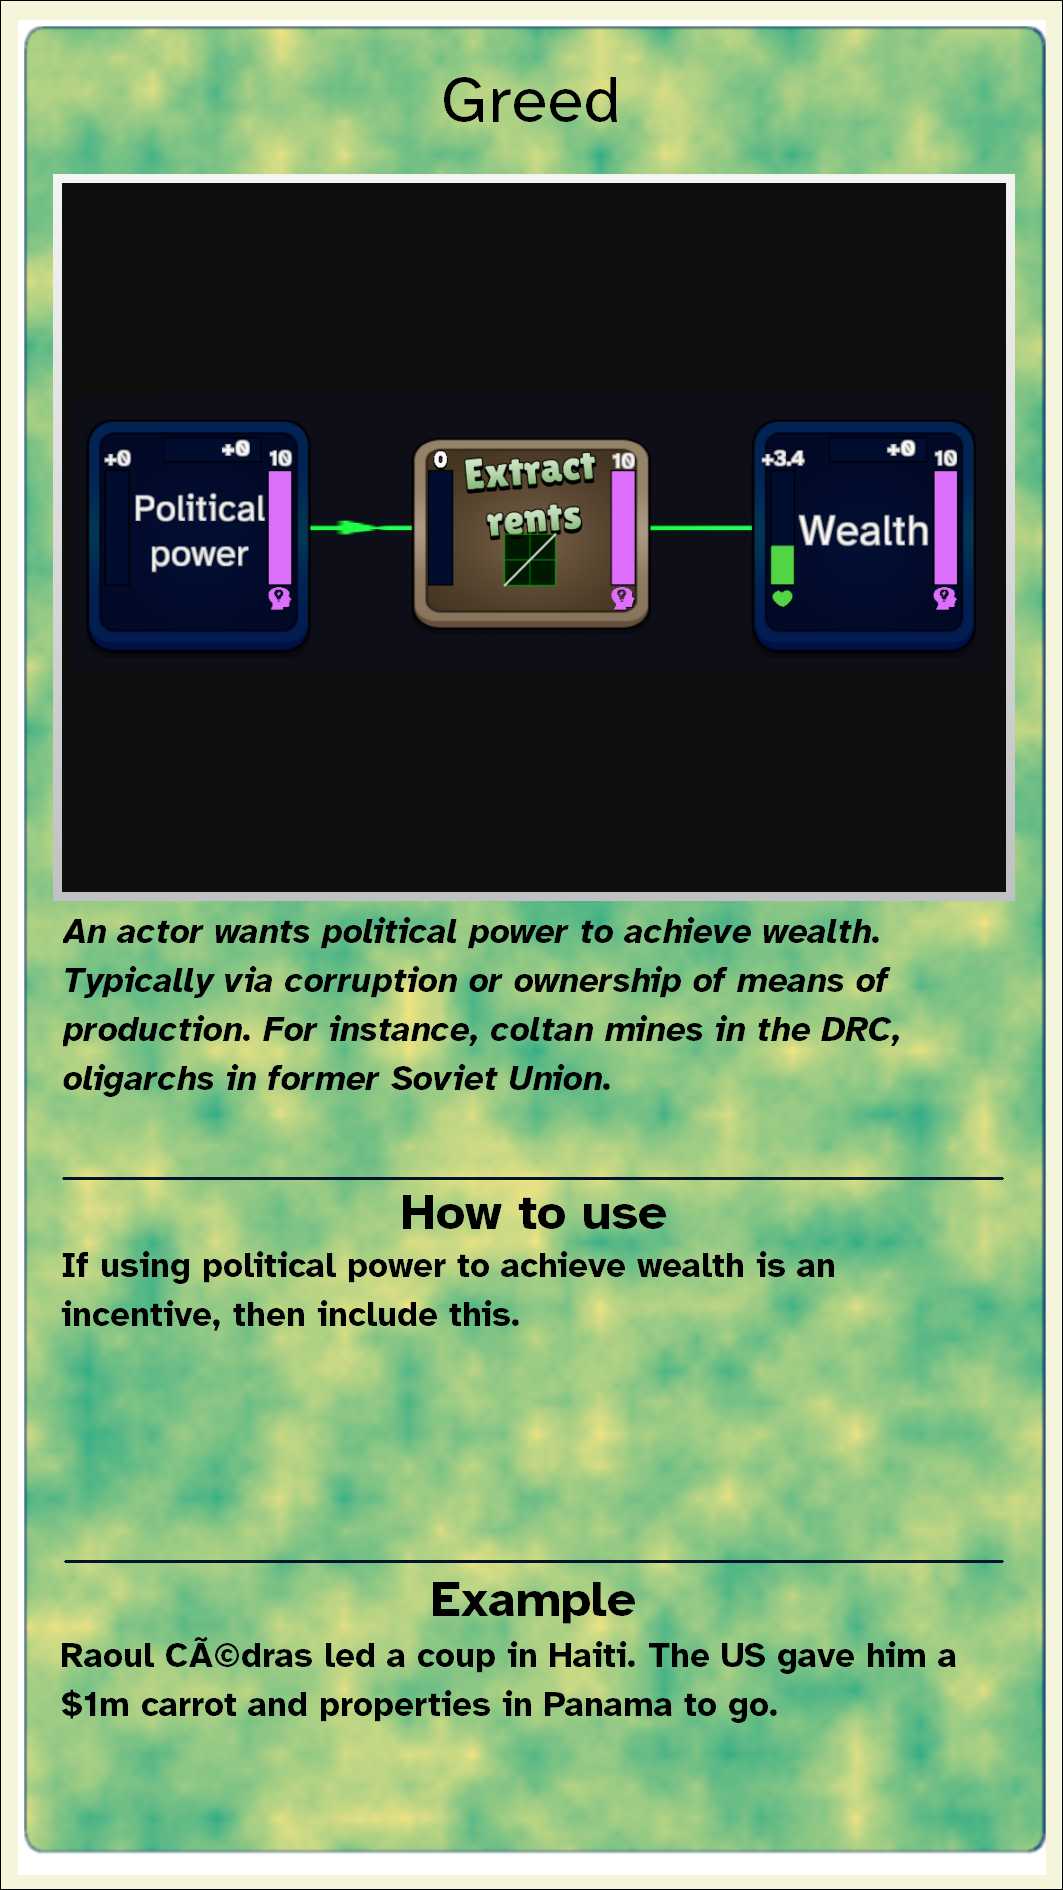 Greed
+0 +0 10
Political
power
0 Extract 10
rents
+3.4 +0 10
Wealth
An actor wants political power to achieve wealth.
Typically via corruption or ownership of means of
production. For instance, coltan mines in the DRC,
oligarchs in former Soviet Union.
How to use
If using political power to achieve wealth is an
incentive, then include this.
Example
Raoul CÃ©dras led a coup in Haiti. The US gave him a
$1m carrot and properties in Panama to go.